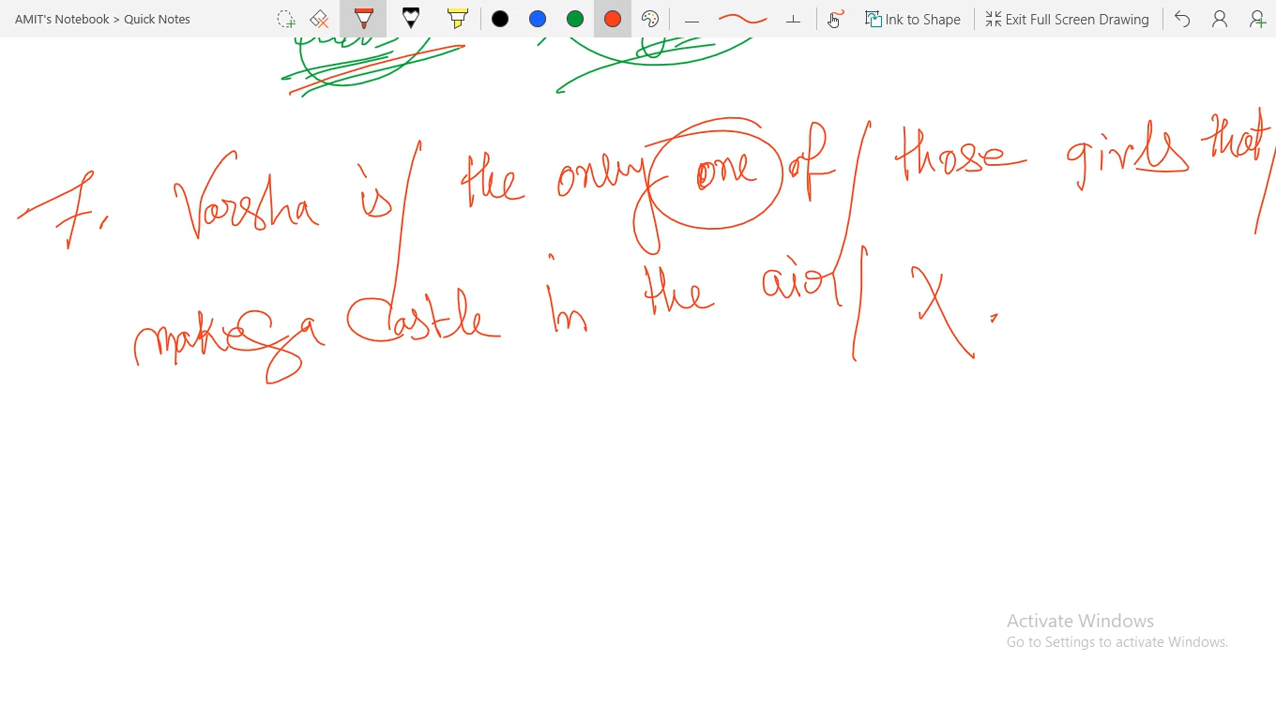 AMIT's Notebook > Quick Notes
Ink to Shape
Exit Full Screen Drawing
7. Varsha is / the only one of / those girls that /
makes a Castle in the air / X.
Activate Windows
Go to Settings to activate Windows.